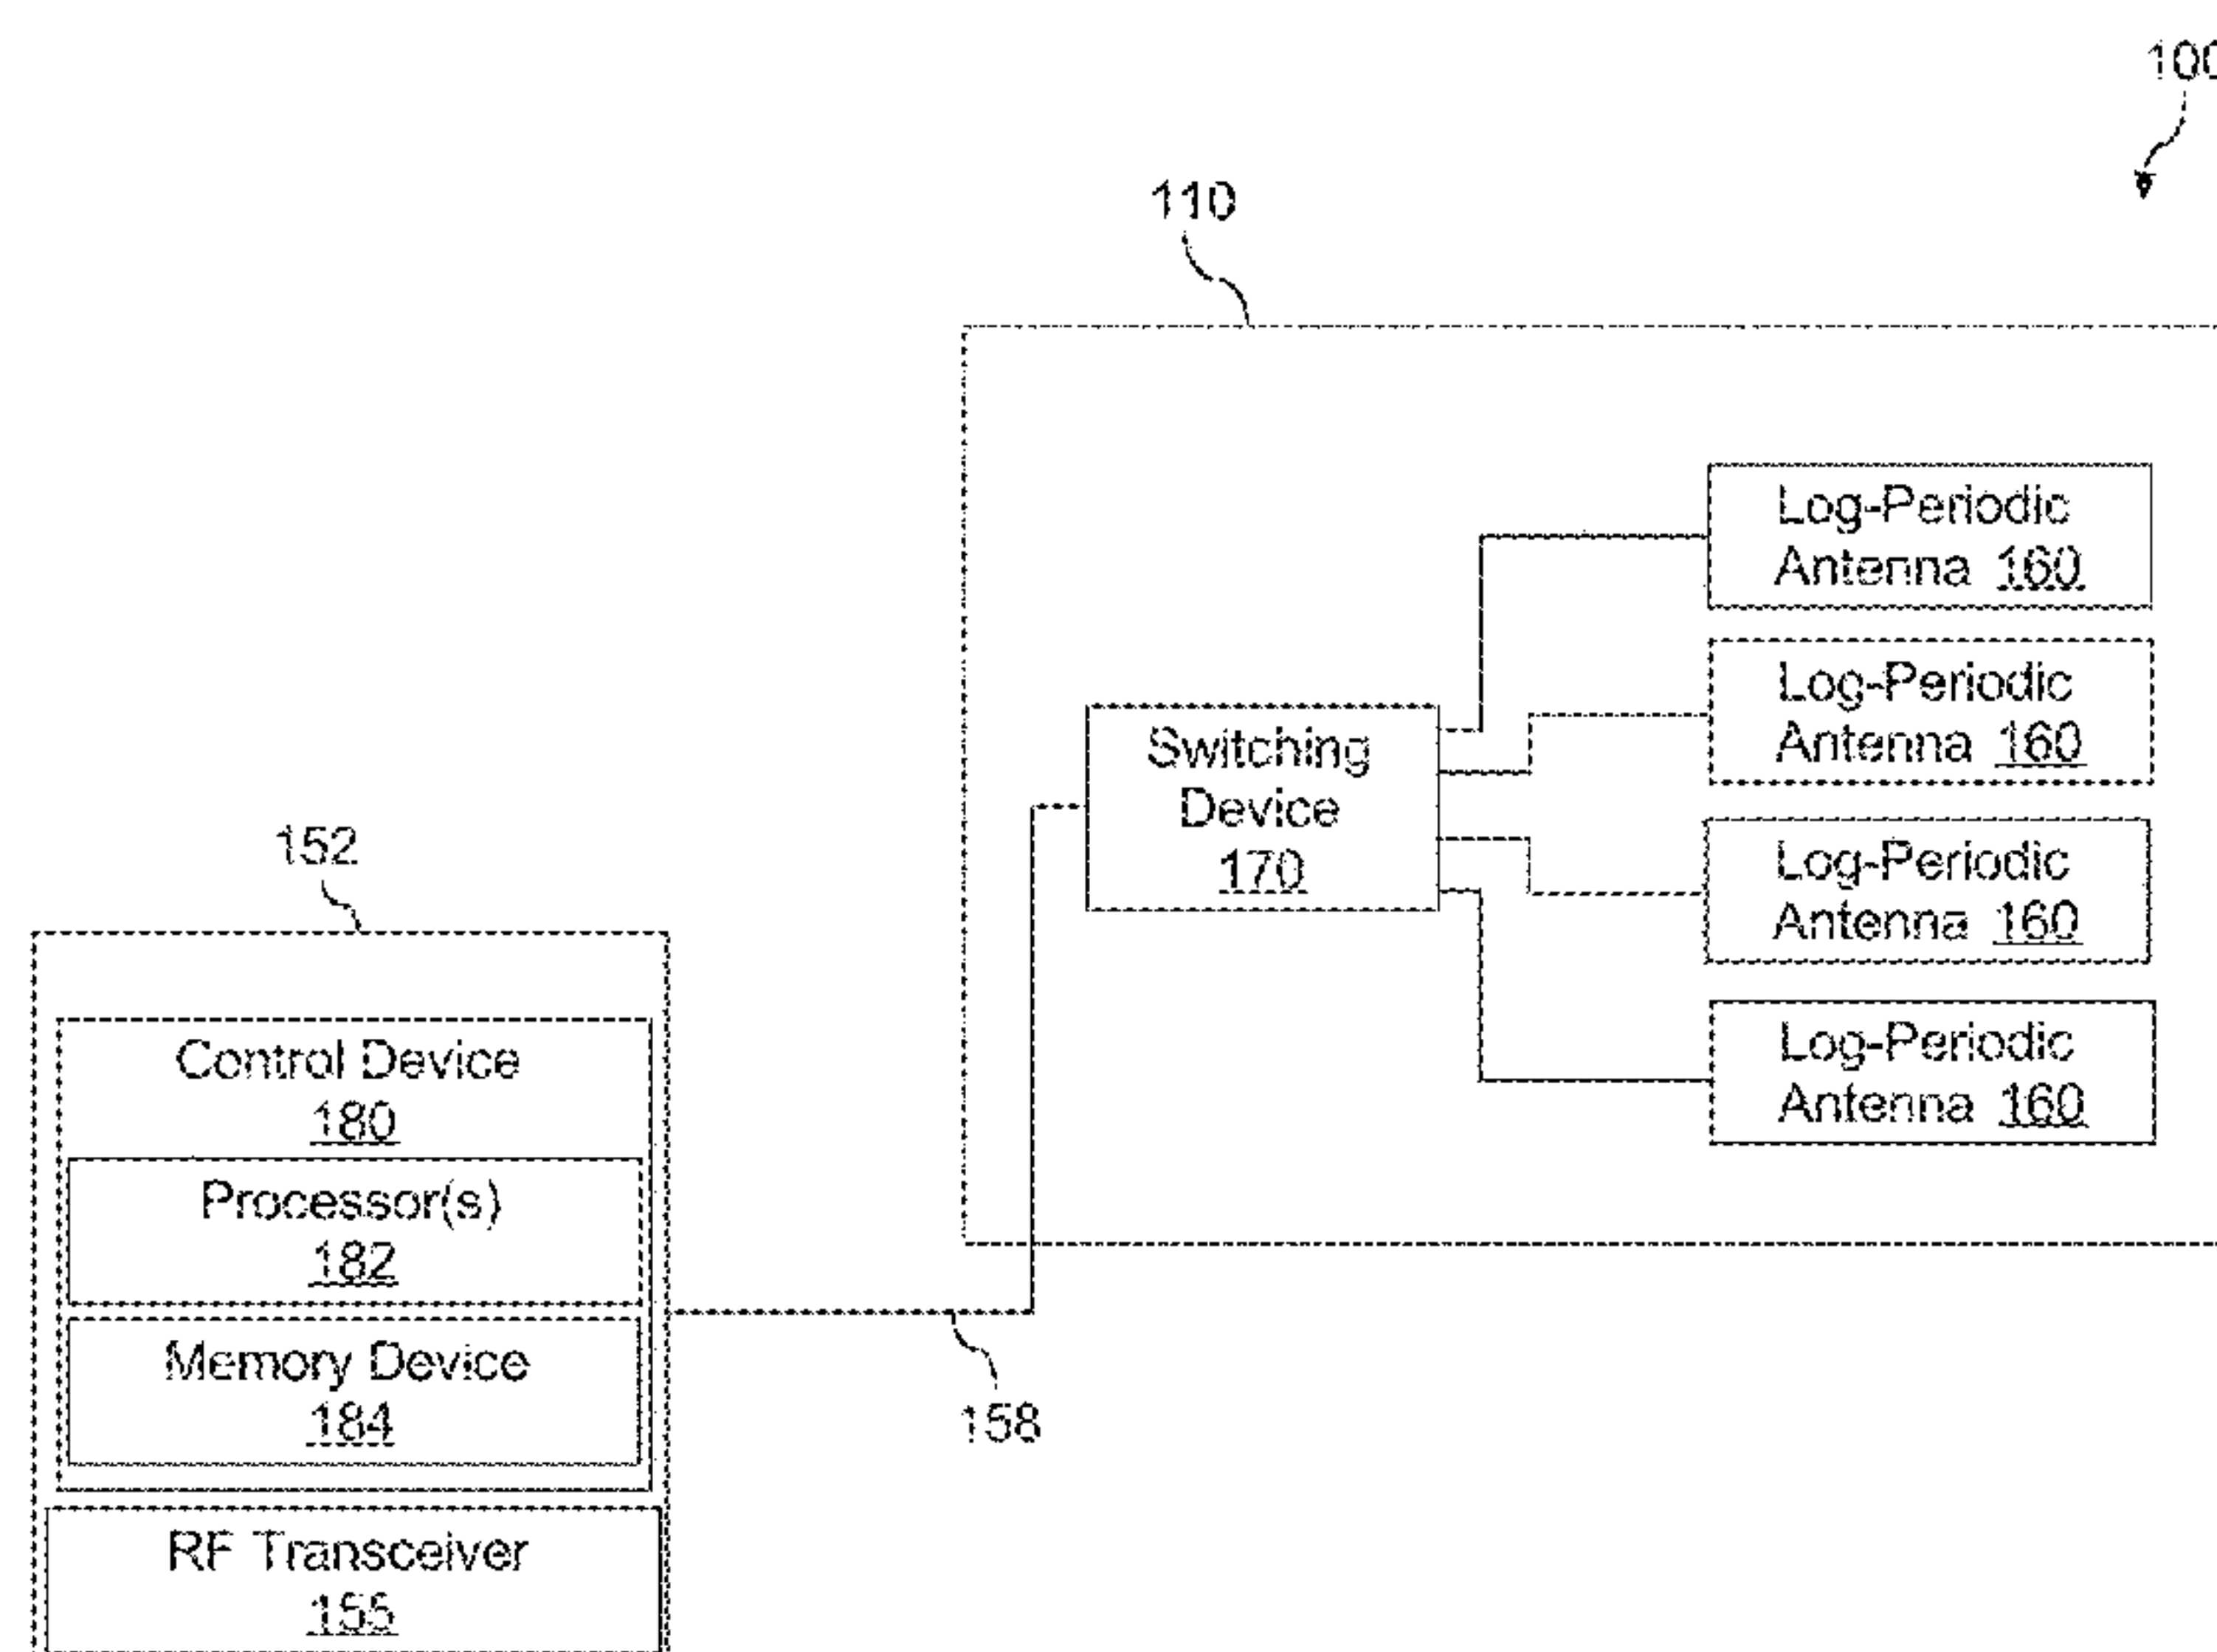 100
110
Log-Periodic
Antenna 160
Log-Periodic
Antenna 160
Switching
Device
170
Log-Periodic
Antenna 160
152
Log-Periodic
Antenna 160
Control Device
180
Processor(s)
182
Memory Device
184
158
RF Transceiver
155